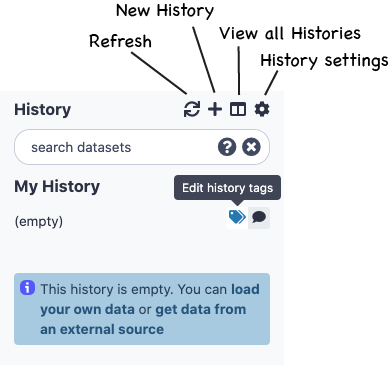 New History
Refresh
View all Histories
History settings
History
search datasets
My History
Edit history tags
(empty)
This history is empty. You can load
your own data or get data from
an external source